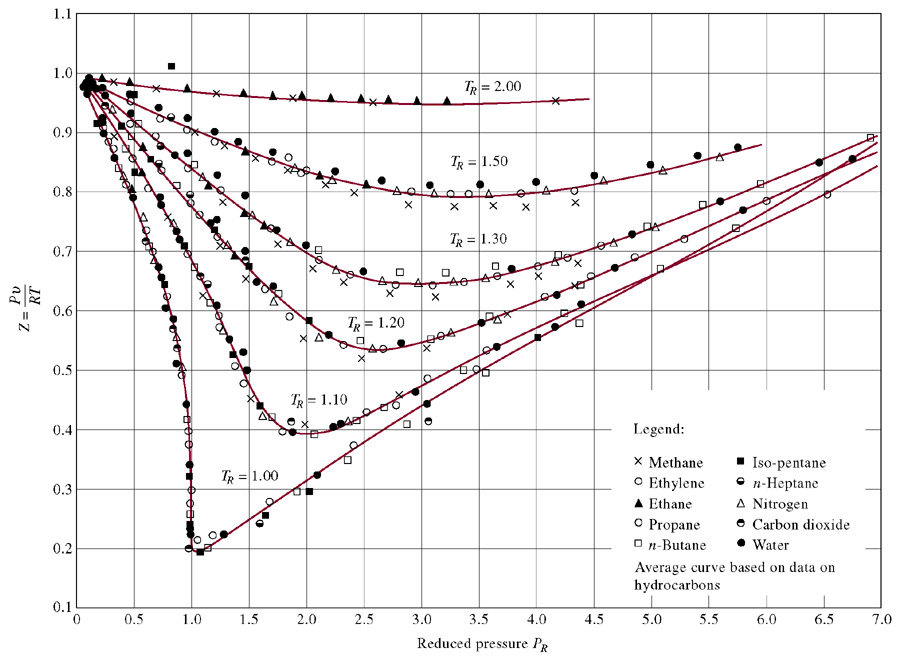 1.1
1.0
0.9
0.8
0.7
0.6
0.5
0.4
0.3
0.2
0.1
Z = Pυ / RT
T_R = 2.00
T_R = 1.50
T_R = 1.30
T_R = 1.20
T_R = 1.10
T_R = 1.00
Legend:
× Methane
○ Ethylene
▲ Ethane
○ Propane
□ n-Butane
■ Iso-pentane
◒ n-Heptane
△ Nitrogen
◓ Carbon dioxide
● Water
Average curve based on data on
hydrocarbons
0 0.5 1.0 1.5 2.0 2.5 3.0 3.5 4.0 4.5 5.0 5.5 6.0 6.5 7.0
Reduced pressure P_R